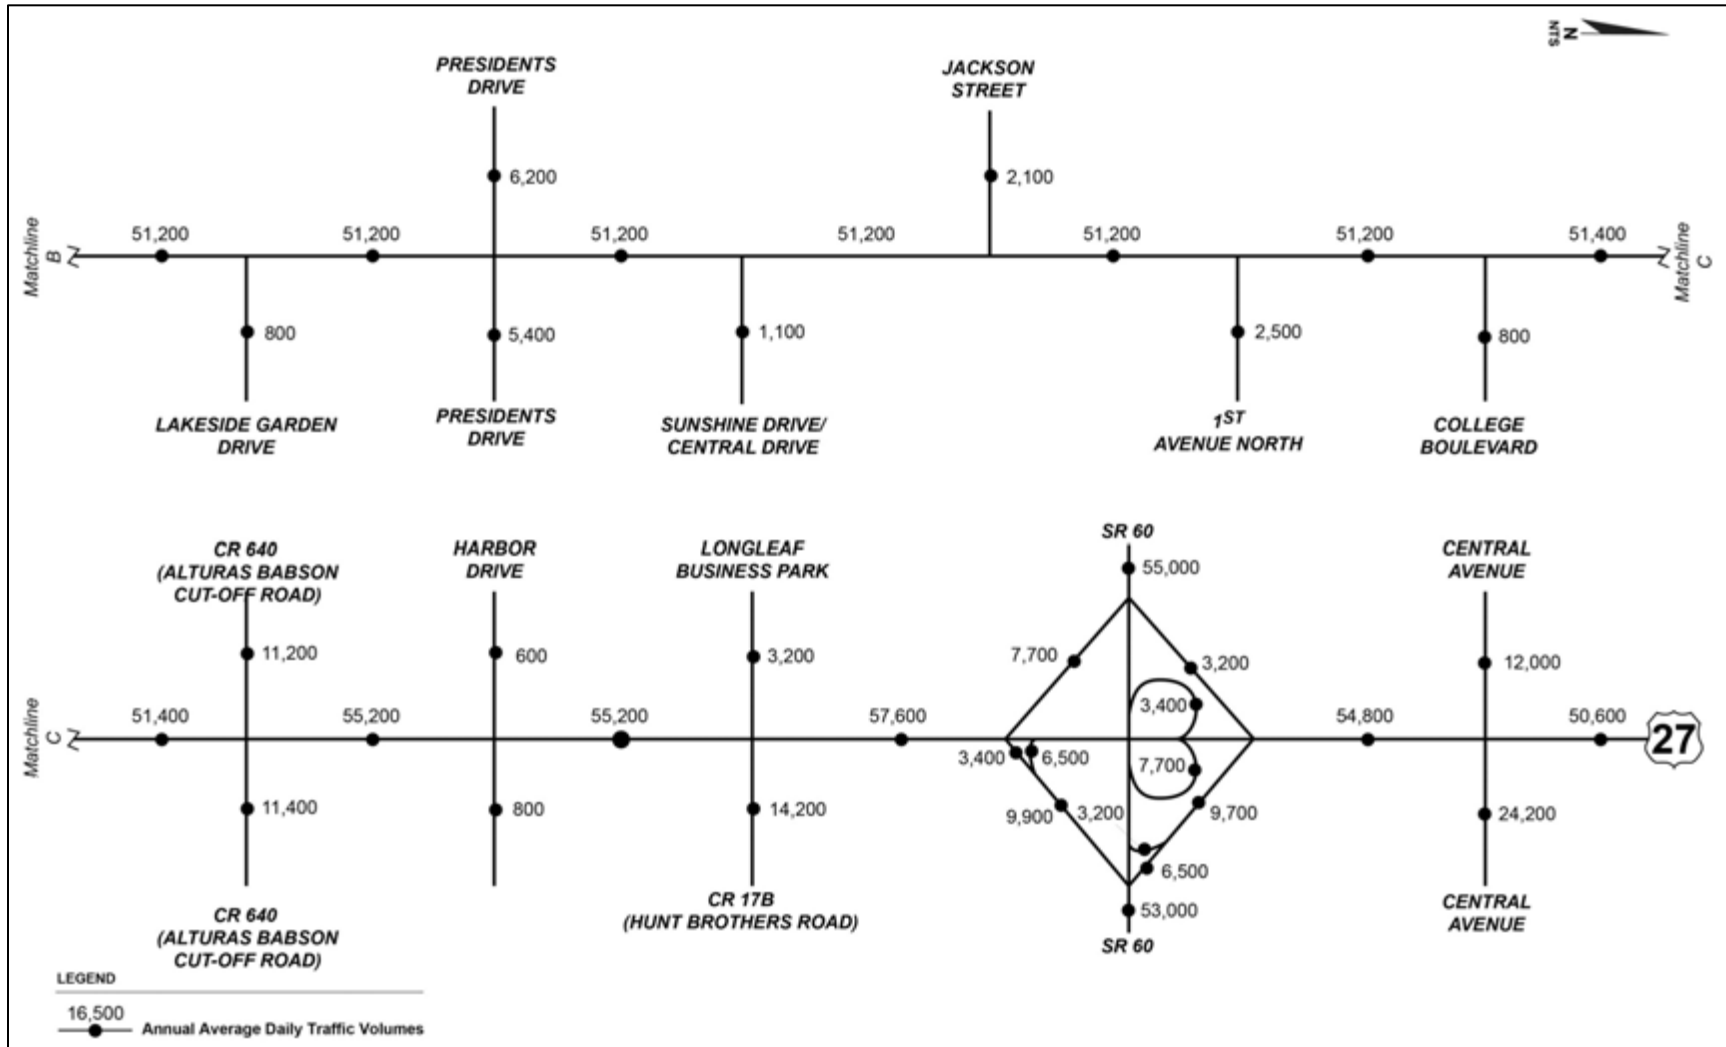 N
NTS
PRESIDENTS
DRIVE
JACKSON
STREET
6,200
2,100
Matchline
B
51,200
51,200
51,200
51,200
51,200
51,200
51,400
Matchline
C
800
5,400
1,100
2,500
800
LAKESIDE GARDEN
DRIVE
PRESIDENTS
DRIVE
SUNSHINE DRIVE/
CENTRAL DRIVE
1ST
AVENUE NORTH
COLLEGE
BOULEVARD
CR 640
(ALTURAS BABSON
CUT-OFF ROAD)
HARBOR
DRIVE
LONGLEAF
BUSINESS PARK
SR 60
CENTRAL
AVENUE
55,000
11,200
600
3,200
7,700
3,200
12,000
3,400
Matchline
C
51,400
55,200
55,200
57,600
54,800
50,600
27
3,400
6,500
7,700
11,400
800
14,200
9,900
3,200
9,700
24,200
6,500
53,000
SR 60
CR 640
(ALTURAS BABSON
CUT-OFF ROAD)
CR 17B
(HUNT BROTHERS ROAD)
CENTRAL
AVENUE
LEGEND
16,500
Annual Average Daily Traffic Volumes